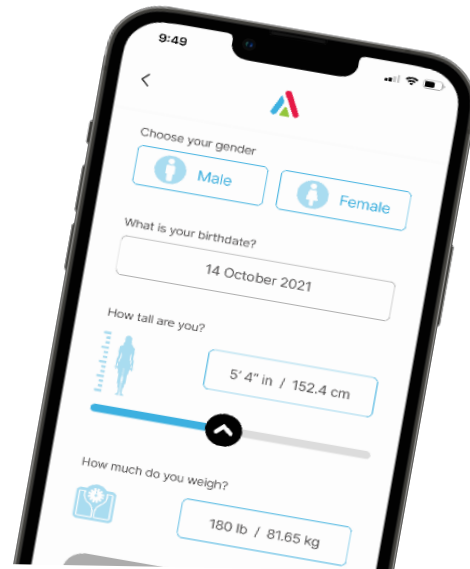 9:49
Choose your gender
Male Female
What is your birthdate?
14 October 2021
How tall are you?
5' 4" in / 152.4 cm
How much do you weigh?
180 lb / 81.65 kg